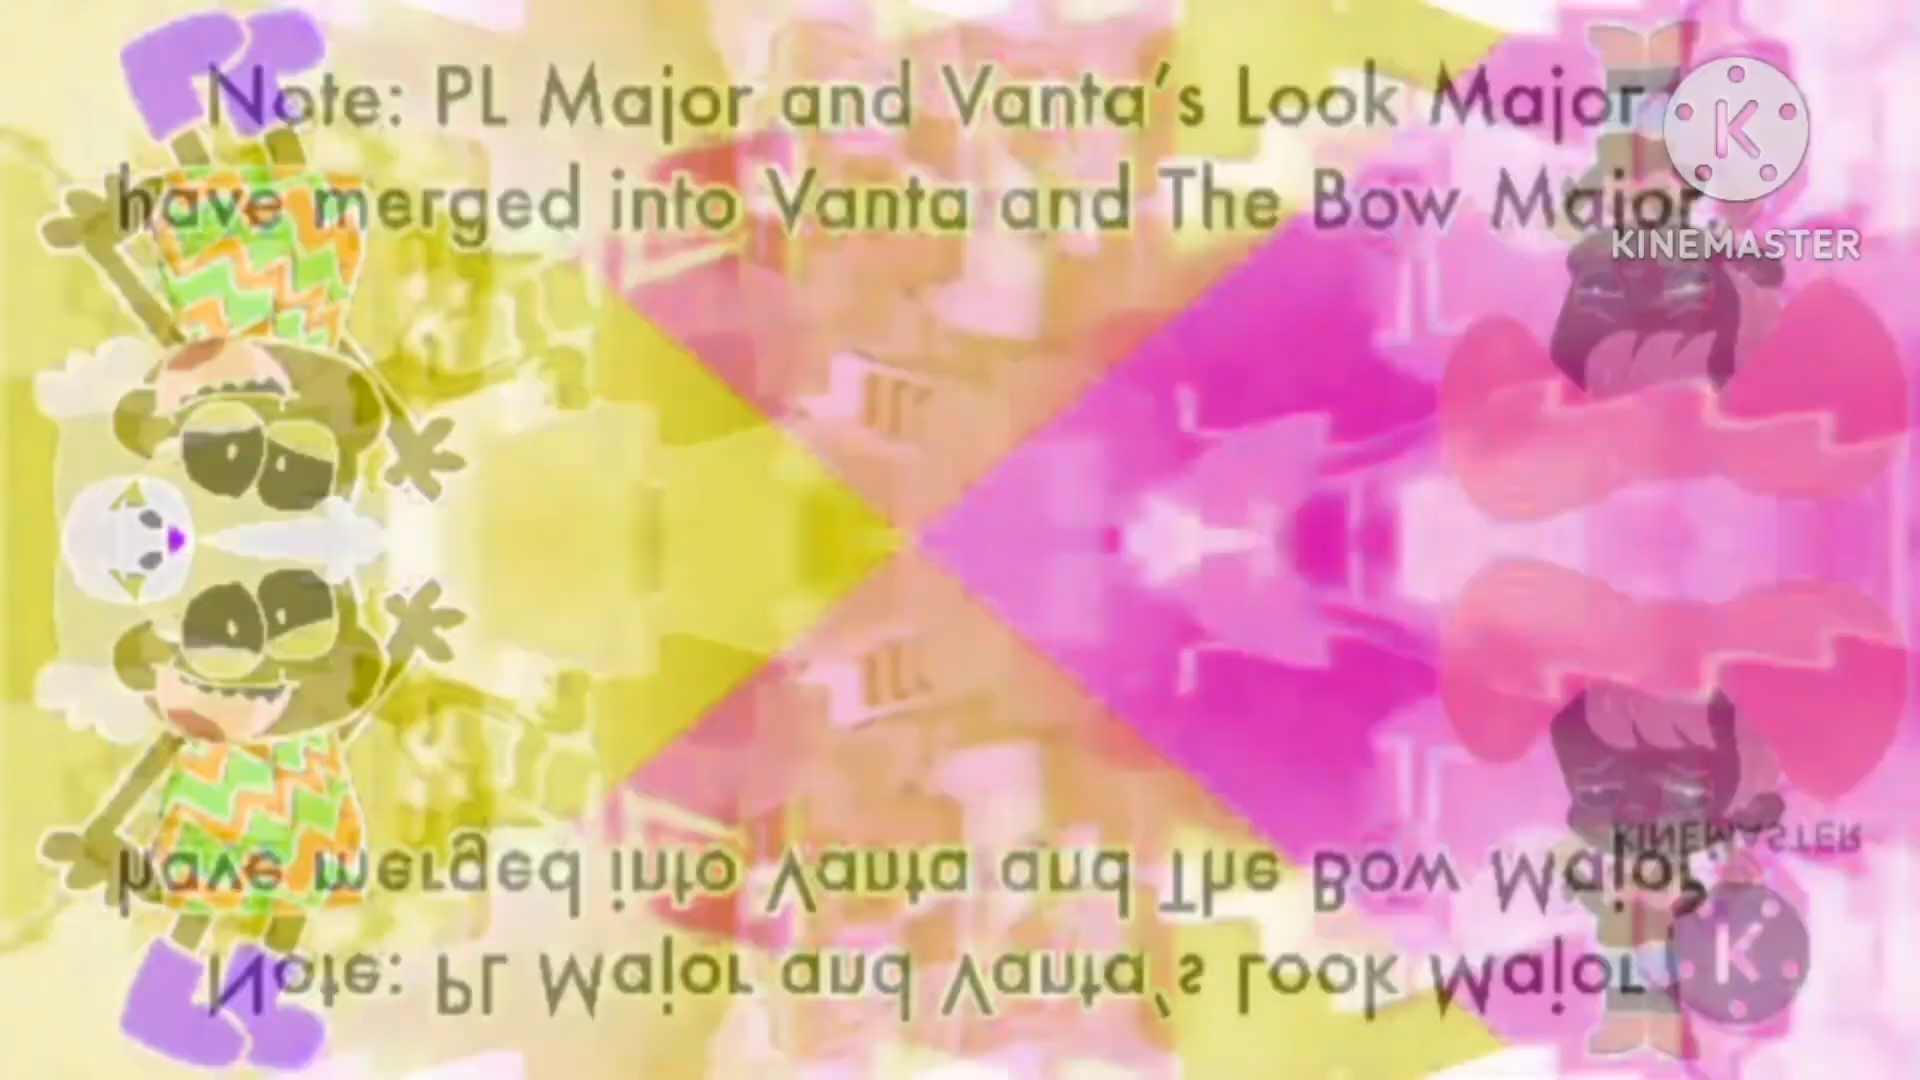 Note: PL Major and Vanta's Look Major
have merged into Vanta and The Bow Major.
K
KINEMASTER
KINEMASTER
have merged into Vanta and The Bow Major.
Note: PL Major and Vanta's Look Major
K